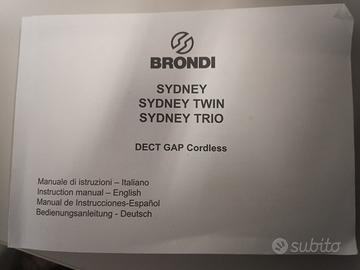 BRONDI
SYDNEY
SYDNEY TWIN
SYDNEY TRIO
DECT GAP Cordless
Manuale di istruzioni – Italiano
Instruction manual – English
Manual de Instrucciones-Español
Bedienungsanleitung - Deutsch
subito